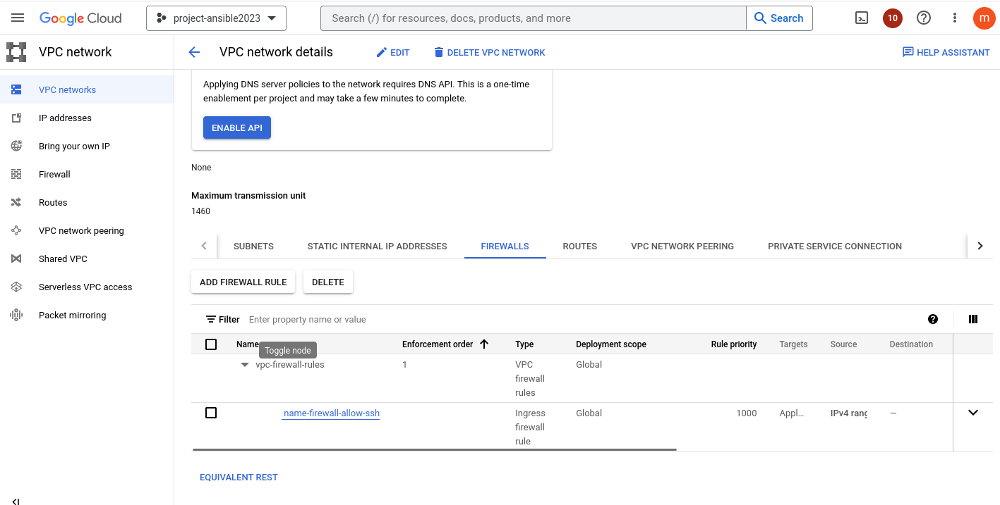 Google Cloud
project-ansible2023
Search (/) for resources, docs, products, and more
Search
10
m
VPC network
VPC network details
EDIT
DELETE VPC NETWORK
HELP ASSISTANT
VPC networks
IP addresses
Bring your own IP
Firewall
Routes
VPC network peering
Shared VPC
Serverless VPC access
Packet mirroring
Applying DNS server policies to the network requires DNS API. This is a one-time
enablement per project and may take a few minutes to complete.
ENABLE API
None
Maximum transmission unit
1460
SUBNETS
STATIC INTERNAL IP ADDRESSES
FIREWALLS
ROUTES
VPC NETWORK PEERING
PRIVATE SERVICE CONNECTION
ADD FIREWALL RULE
DELETE
Filter
Enter property name or value
Name
Toggle node
Enforcement order
Type
Deployment scope
Rule priority
Targets
Source
Destination
vpc-firewall-rules
1
VPC
firewall
rules
Global
name-firewall-allow-ssh
Ingress
firewall
rule
Global
1000
Appl...
IPv4 rang
—
EQUIVALENT REST